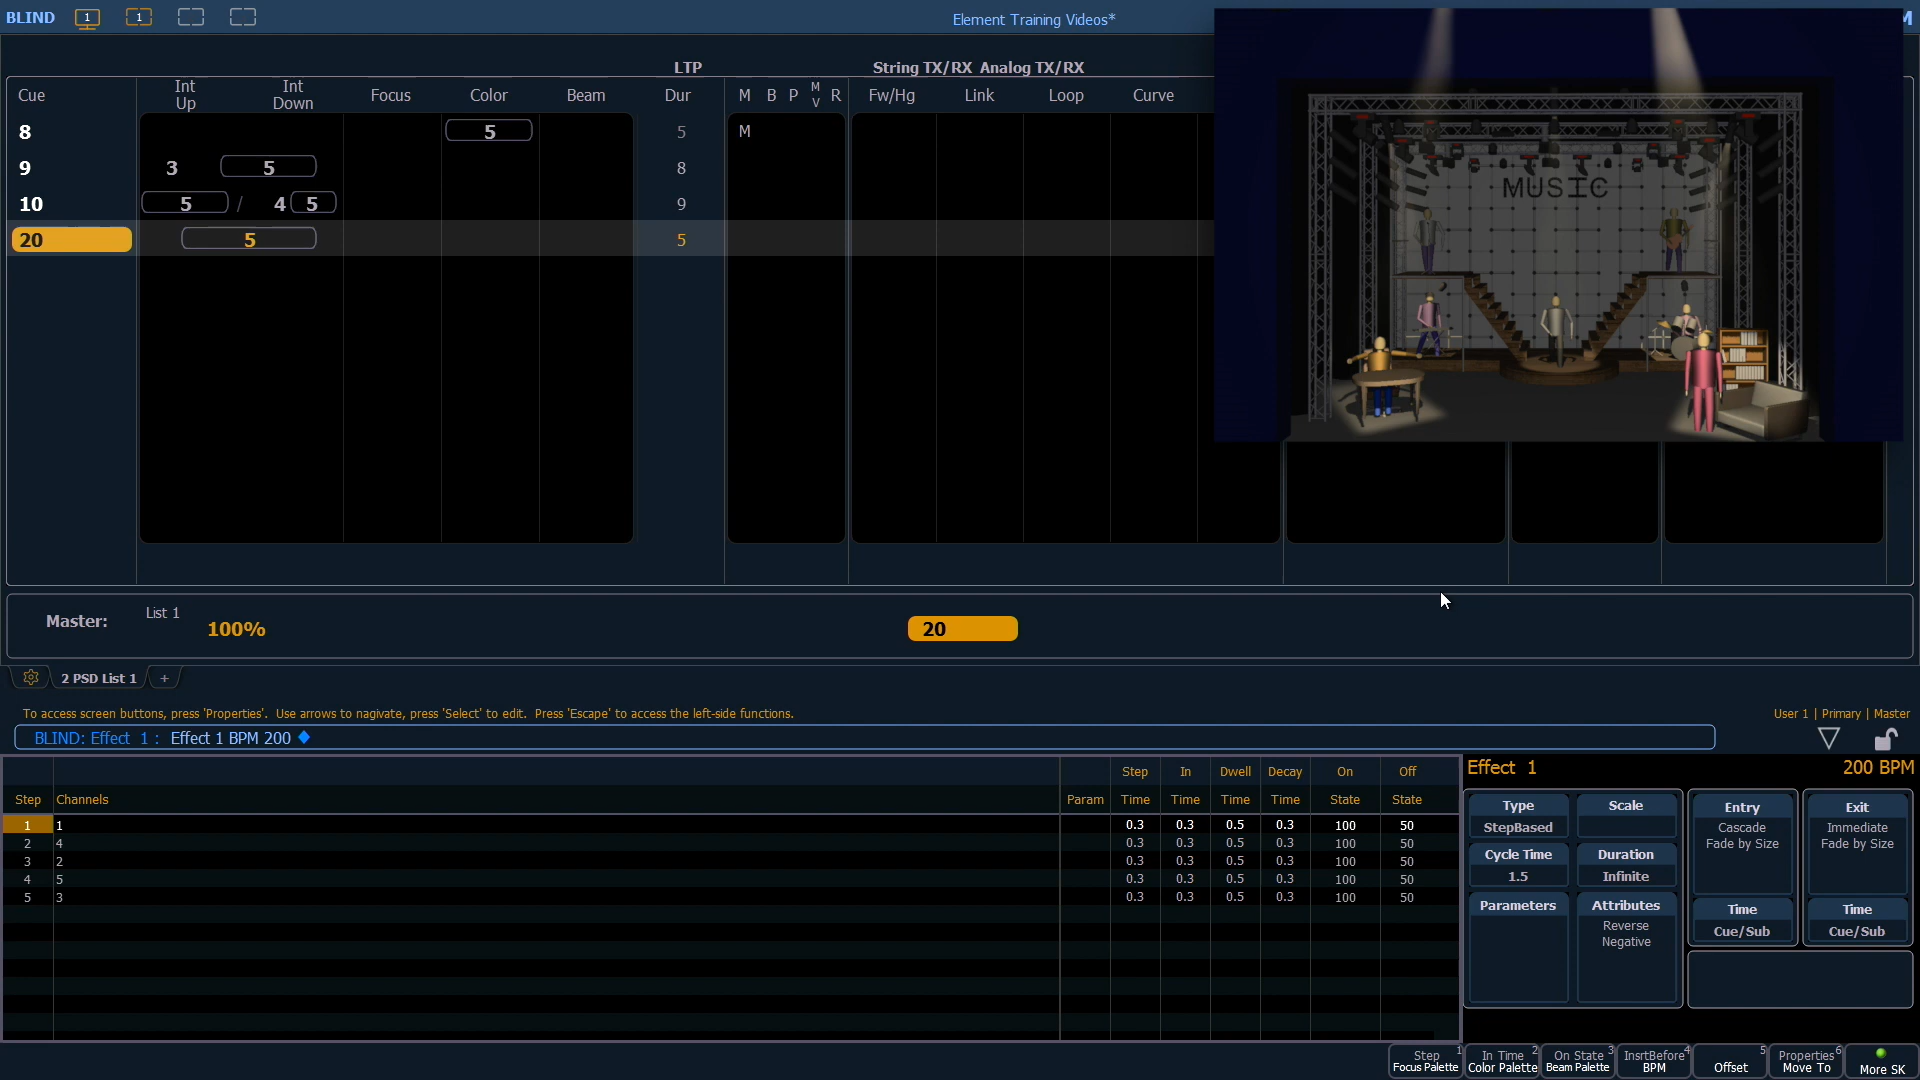 BLIND 1 1 Element Training Videos* M
LTP String TX/RX Analog TX/RX
Cue Int Up Int Down Focus Color Beam Dur M B P MV R Fw/Hg Link Loop Curve
8 5 5 M
9 3 5 8
10 5 / 4 5 9
20 5 5
MUSIC
Master: List 1 100% 20
2 PSD List 1 +
To access screen buttons, press 'Properties'. Use arrows to nagivate, press 'Select' to edit. Press 'Escape' to access the left-side functions. User 1 | Primary | Master
BLIND: Effect 1 : Effect 1 BPM 200
Step Channels Param Step Time In Time Dwell Time Decay Time On State Off State
1 1 0.3 0.3 0.5 0.3 100 50
2 4 0.3 0.3 0.5 0.3 100 50
3 2 0.3 0.3 0.5 0.3 100 50
4 5 0.3 0.3 0.5 0.3 100 50
5 3 0.3 0.3 0.5 0.3 100 50
Effect 1 200 BPM
Type Scale Entry Exit
StepBased Cascade Immediate
Fade by Size Fade by Size
Cycle Time Duration
1.5 Infinite
Parameters Attributes Time Time
Reverse Cue/Sub Cue/Sub
Negative
Step 1 In Time 2 On State 3 InsrtBefore 4 5 Properties 6
Focus Palette Color Palette Beam Palette BPM Offset Move To More SK